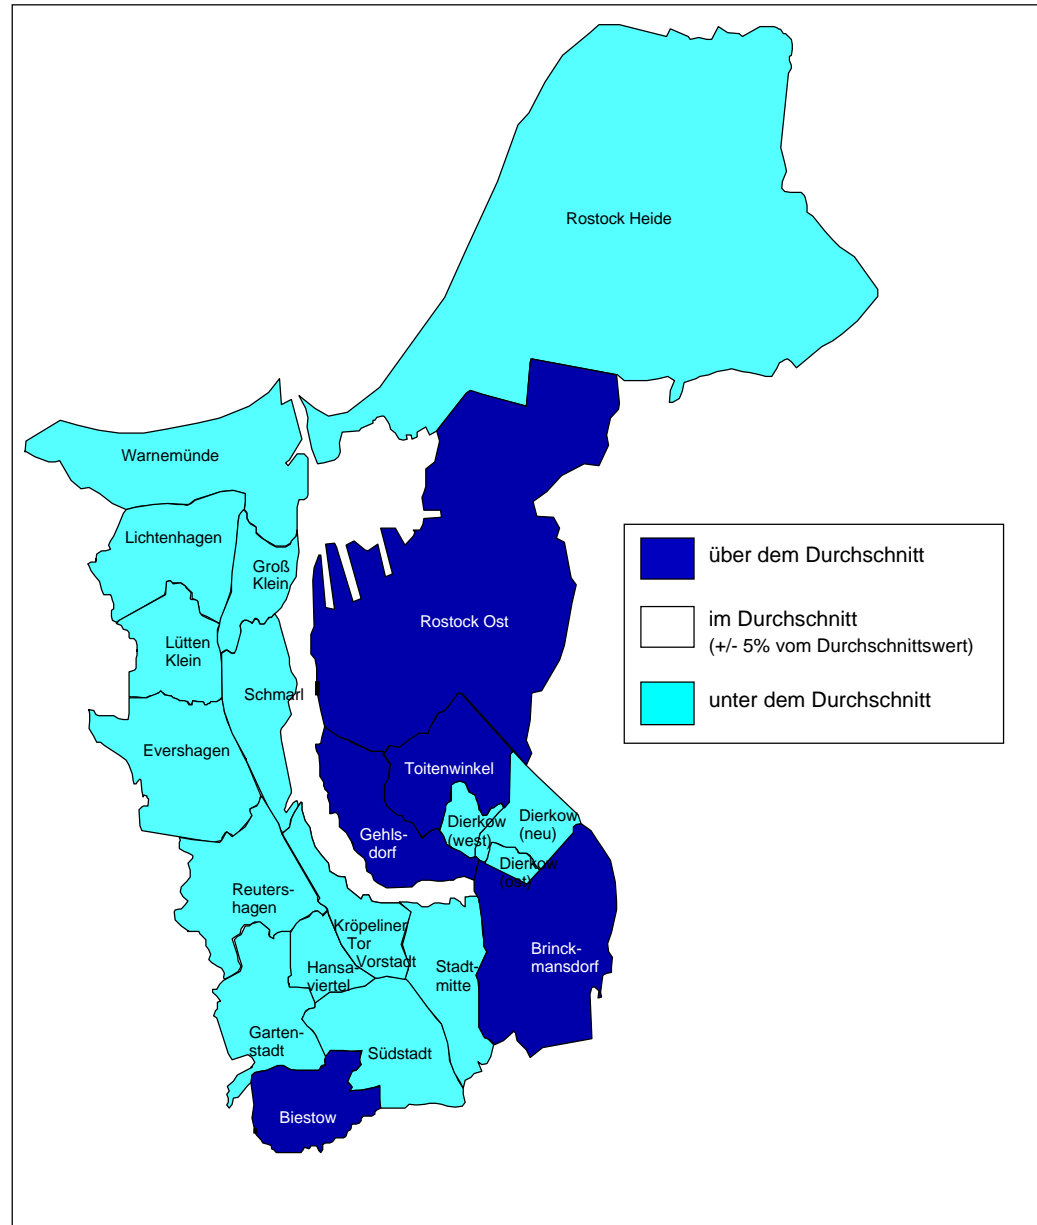 Rostock Heide
Warnemünde
Lichtenhagen
Groß
Klein
Lütten
Klein
Schmarl
Evershagen
Rostock Ost
Toitenwinkel
Gehls-
dorf
Dierkow
(west)
Dierkow
(neu)
Dierkow
(ost)
Reuters-
hagen
Kröpeliner
Tor
Vorstadt
Hansa-
viertel
Stadt-
mitte
Brinck-
mansdorf
Garten-
stadt
Südstadt
Biestow
über dem Durchschnitt
im Durchschnitt
(+/- 5% vom Durchschnittswert)
unter dem Durchschnitt